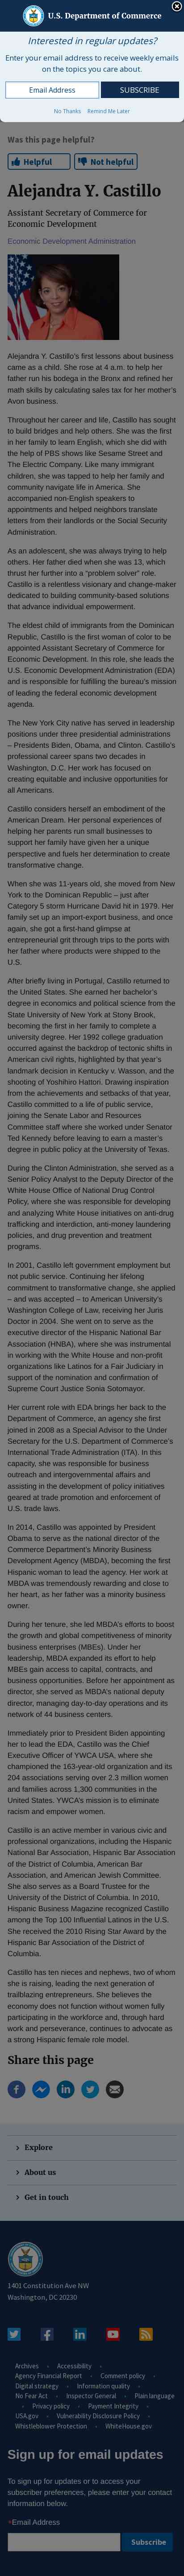 U.S. Department of Commerce
Interested in regular updates?
Enter your email address to receive weekly emails
on the topics you care about.
Email Address
SUBSCRIBE
No Thanks
Remind Me Later
Was this page helpful?
Helpful
Not helpful
Alejandra Y. Castillo
Assistant Secretary of Commerce for
Economic Development
Economic Development Administration
Alejandra Y. Castillo's first lessons about business
came as a child. She rose at 4 a.m. to help her
father open his bodega in the Bronx and refined her
math skills by calculating sales tax for her mother's
Avon business.
Throughout her career and life, Castillo has sought
to build bridges and help others. She was the first
in her family to learn English, which she did with
the help of PBS shows like Sesame Street and
The Electric Company. Like many immigrant
children, she was tapped to help her family and
community navigate life in America. She
accompanied non-English speakers to
appointments and helped neighbors translate
interactions with their landlords or the Social Security
Administration.
As an adolescent, she was always trying to help
others. Her father died when she was 13, which
thrust her further into a "problem solver" role.
Castillo is a relentless visionary and change-maker
dedicated to building opportunities within and
empowering her community.
The eldest child of immigrants from the Dominican
Republic, Castillo is the first woman of color to be
appointed Assistant Secretary of Commerce for
Economic Development. In this role, she leads the
U.S. Economic Development Administration (EDA)
and is responsible for fulfilling the bureau's mission
of leading the federal economic development
agenda.
The New York City native has served in leadership
positions under three presidential administrations
– Presidents Biden, Obama, and Clinton. Castillo's
professional career spans two decades in
Washington, D.C. Her work has focused on
creating equitable and inclusive opportunities for
all Americans.
Castillo considers herself an embodiment of the
American Dream. Her personal experiences of
helping her parents run small businesses to
support her family have given her a unique
perspective and fuels her determination to create
transformative change.
When she was 11-years old, she moved from New
York to the Dominican Republic – just after
Category 5 storm Hurricane David hit in 1979. Her
family set up an import-export business, and once
again, she got a first-hand glimpse at
entrepreneurial grit through trips to the ports with
her father to where products were shipped to the
U.S.
After briefly living in Portugal, Castillo returned to
the United States. She earned her bachelor's
degree in economics and political science from the
State University of New York at Stony Brook,
becoming the first in her family to complete a
university degree. Her 1992 college graduation
occurred against the backdrop of tectonic shifts in
American civil rights, highlighted by that year's
landmark decision in Kentucky v. Wasson, and the
shooting of Yoshihiro Hattori. Drawing inspiration
from the achievements and setbacks of that year,
Castillo committed to a life of public service,
joining the Senate Labor and Resources
Committee staff where she worked under Senator
Ted Kennedy before leaving to earn a master's
degree in public policy at the University of Texas.
During the Clinton Administration, she served as a
Senior Policy Analyst to the Deputy Director of the
White House Office of National Drug Control
Policy, where she was instrumental in anti-drug
trafficking and interdiction, anti-money laundering
policies, and drug prevention and treatment
programs.
In 2001, Castillo left government employment but
not public service. Continuing her lifelong
commitment to transformative change, she applied
– and was accepted – to American University's
Washington College of Law, receiving her Juris
Doctor in 2004. She went on to serve as the
executive director of the Hispanic National Bar
Association (HNBA), where she was instrumental
in working with the White House and non-profit
organizations like Latinos for a Fair Judiciary in
support of the nomination and confirmation of
Supreme Court Justice Sonia Sotomayor.
Her current role with EDA brings her back to the
Department of Commerce, an agency she first
joined in 2008 as a Special Advisor to the Under
Secretary for the U.S. Department of Commerce's
International Trade Administration (ITA). In this
capacity, she was responsible for overseeing
bureau outreach and external affairs and
assisting in the development of policy initiatives
related to exports and trade and enforcement of
U.S. trade laws.
In 2014, Castillo was appointed by President
Obama to serve as the national director of the
Commerce Department's Minority Business
Development Agency (MBDA), becoming the first
Hispanic woman to lead the agency. Her work at
MBDA was tremendously rewarding and close to
her heart, as her father was a minority business
owner.
During her tenure, she led MBDA's efforts to boost
the growth and global competitiveness of minority
business enterprises (MBEs). Under her
leadership, MBDA expanded its effort to help
MBEs gain access to capital, contracts, and
business opportunities. Before her appointment as
director, she served as MBDA's national deputy
director, managing day-to-day operations and its
network of 44 business centers.
Immediately prior to President Biden appointing
her to lead the EDA, Castillo was the Chief
Executive Officer of YWCA USA, where she
championed the 163-year-old organization and its
204 associations serving over 2.3 million women
and families across 1,300 communities in the
United States. YWCA's mission is to eliminate
racism and empower women.
Castillo is an active member in various civic and
professional organizations, including the Hispanic
National Bar Association, Hispanic Bar Association
of the District of Columbia, American Bar
Association, and American Jewish Committee.
She also serves as a Board Trustee for the
University of the District of Columbia. In 2010,
Hispanic Business Magazine recognized Castillo
among the Top 100 Influential Latinos in the U.S.
She received the 2010 Rising Star Award by the
Hispanic Bar Association of the District of
Columbia.
Castillo has ten nieces and nephews, two of whom
she is raising, leading the next generation of
trailblazers in her own household. She firmly
believes the economy does not function without
the contributions of women fully participating in
the workforce and, therefore, continues to advocate as
a strong Hispanic female role model.
Share this page
Explore
About us
Get in touch
1401 Constitution Ave NW
Washington, DC 20230
Archives
Accessibility
Agency Financial Report
Comment policy
Digital strategy
Information quality
No Fear Act
Inspector General
Plain language
Privacy policy
Payment Integrity
USA.gov
Vulnerability Disclosure Policy
Whistleblower Protection
WhiteHouse.gov
Sign up for email updates
To sign up for updates or to access your
subscriber preferences, please enter your contact
information below.
*Email Address
Subscribe